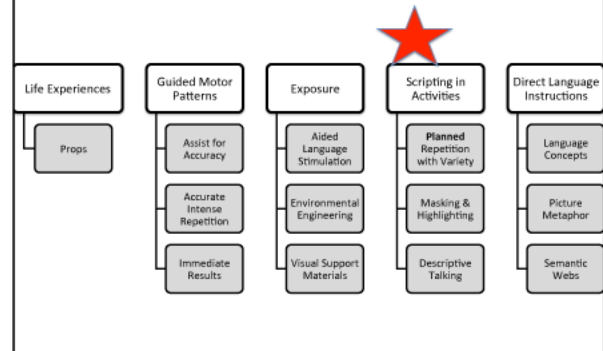 Life Experiences
Props
Guided Motor
Patterns
Assist for
Accuracy
Accurate
Intense
Repetition
Immediate
Results
Exposure
Aided
Language
Stimulation
Environmental
Engineering
Visual Support
Materials
Scripting in
Activities
Planned
Repetition
with Variety
Masking &
Highlighting
Descriptive
Talking
Direct Language
Instructions
Language
Concepts
Picture
Metaphor
Semantic
Webs